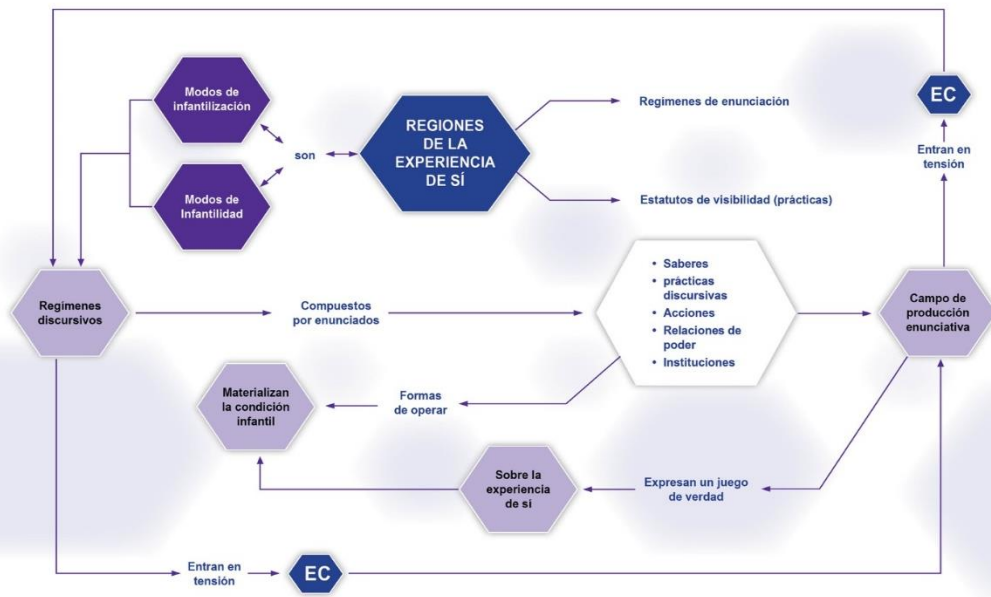 Modos de
infantilización
son
Modos de
Infantilidad
REGIONES
DE LA
EXPERIENCIA
DE SÍ
Regímenes de enunciación
Estatutos de visibilidad (prácticas)
EC
Entran en
tensión
Regímenes
discursivos
Compuestos
por enunciados
• Saberes
• prácticas
discursivas
• Acciones
• Relaciones de
poder
• Instituciones
Campo de
producción
enunciativa
Materializan
la condición
infantil
Formas
de operar
Sobre la
experiencia
de sí
Expresan un juego
de verdad
Entran en
tensión
EC